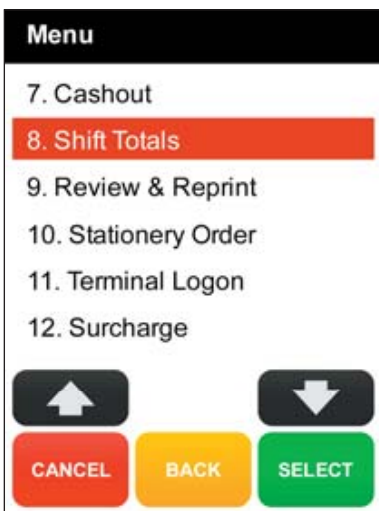 Menu
7. Cashout
8. Shift Totals
9. Review & Reprint
10. Stationery Order
11. Terminal Logon
12. Surcharge
CANCEL BACK SELECT